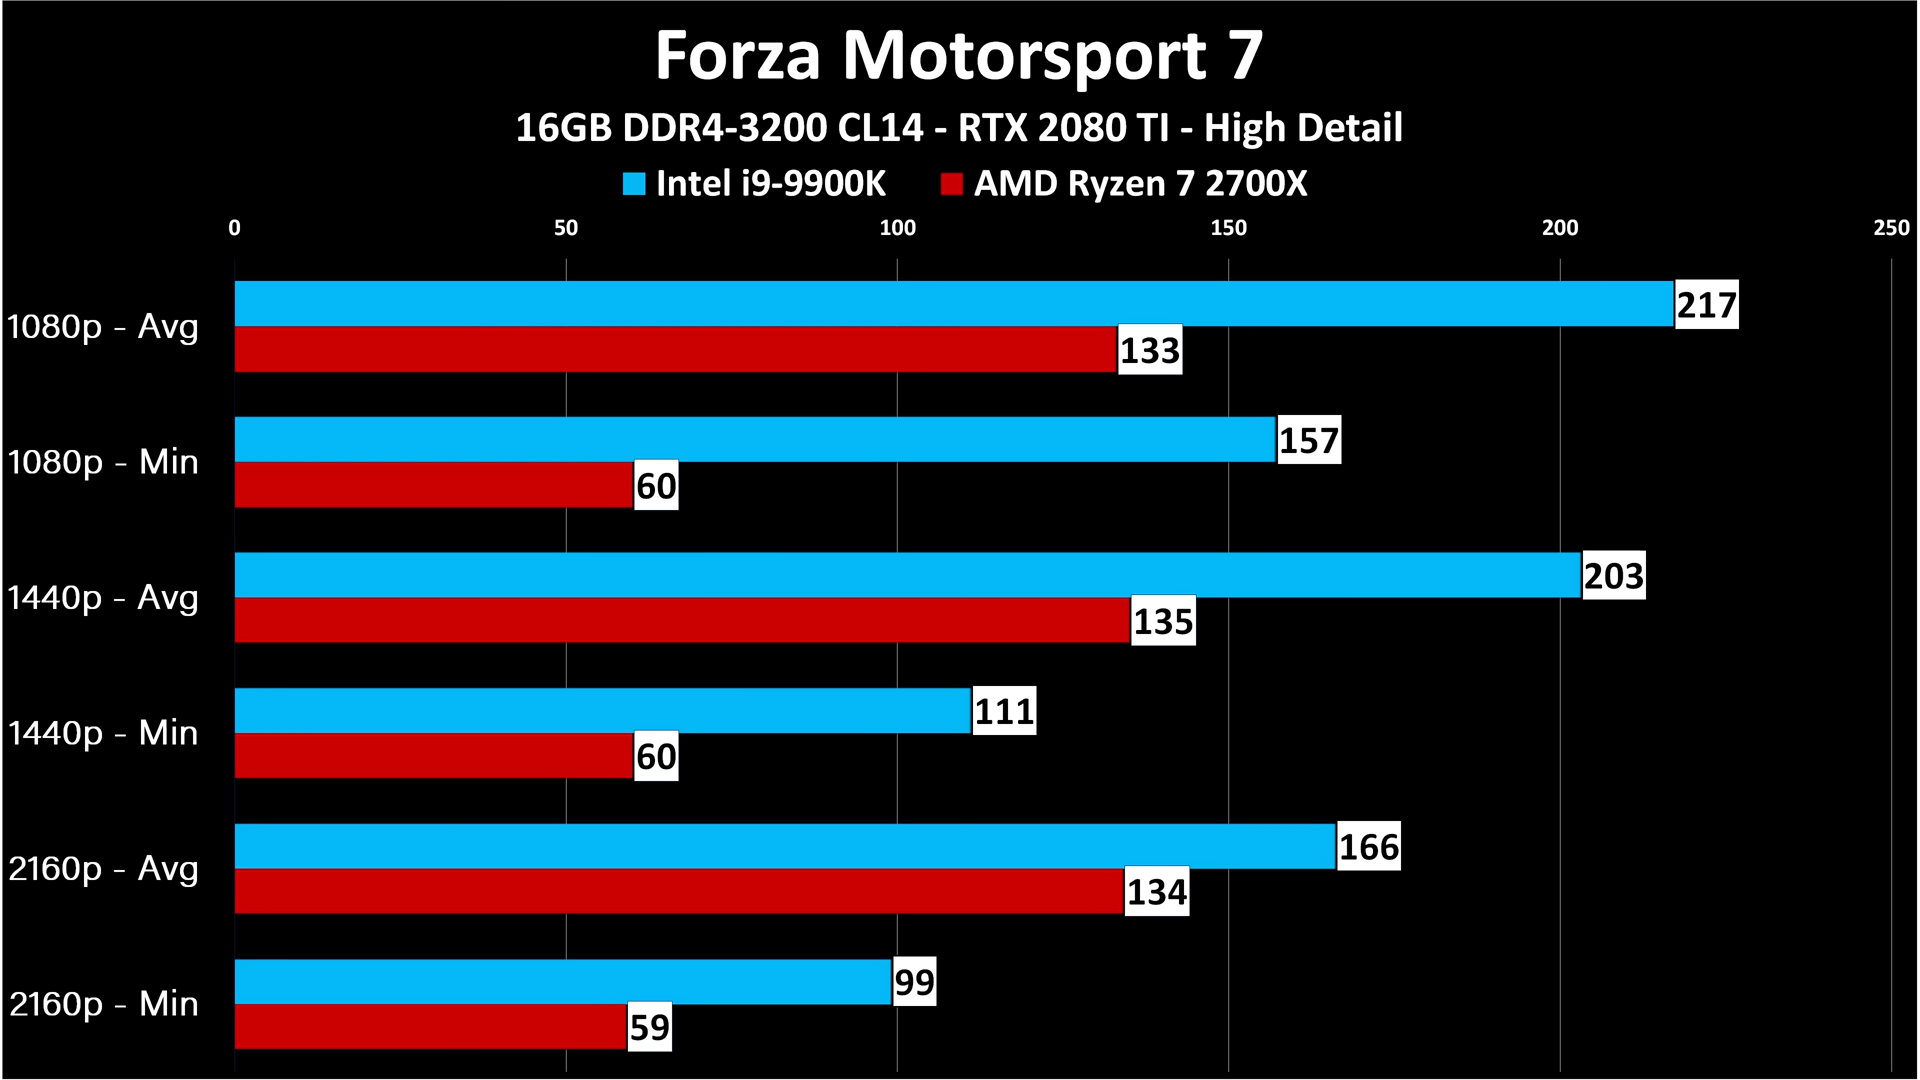 Forza Motorsport 7
16GB DDR4-3200 CL14 - RTX 2080 TI - High Detail
Intel i9-9900K AMD Ryzen 7 2700X
0 50 100 150 200 250
1080p - Avg
217
133
1080p - Min
157
60
1440p - Avg
203
135
1440p - Min
111
60
2160p - Avg
166
134
2160p - Min
99
59